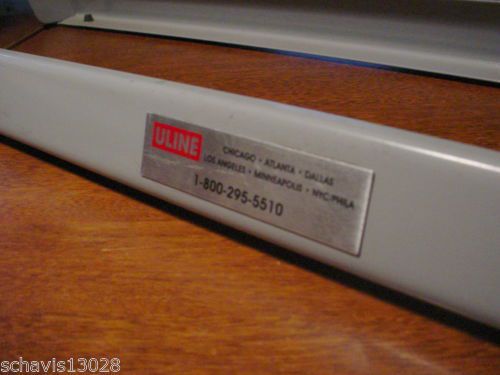 ULINE
CHICAGO • ATLANTA • DALLAS
LOS ANGELES • MINNEAPOLIS • NYC/PHILA
1-800-295-5510
schavis13028